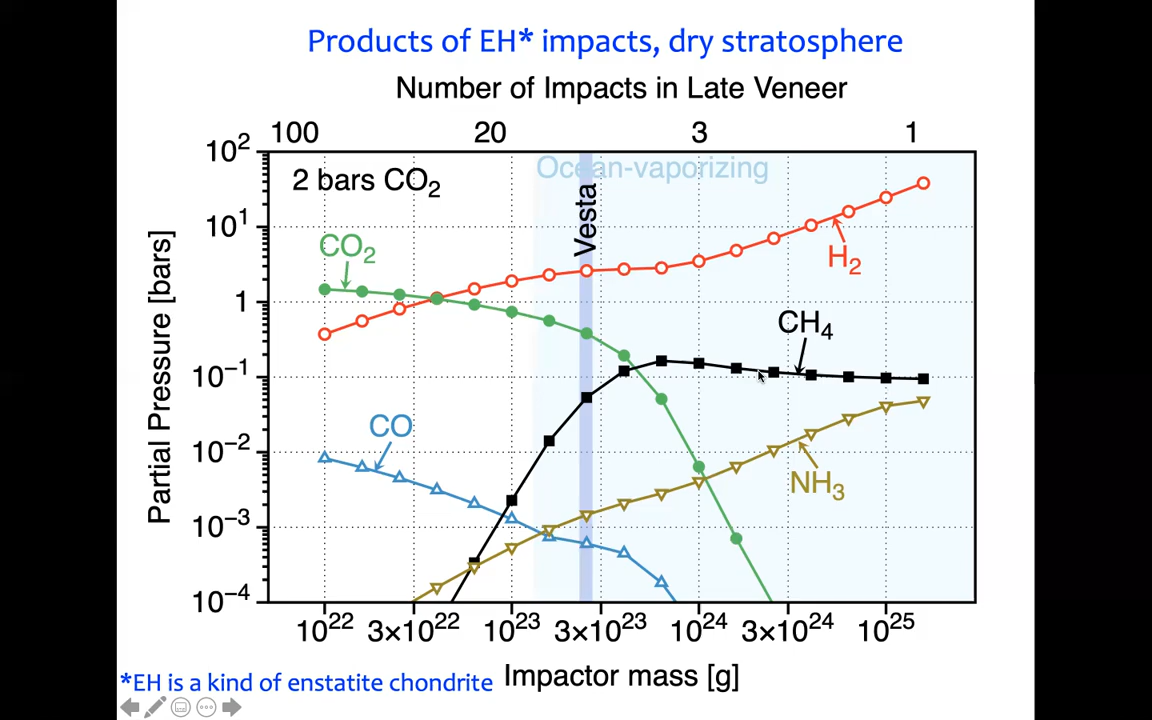 Products of EH* impacts, dry stratosphere
Number of Impacts in Late Veneer
100 20 3 1
Ocean-vaporizing
2 bars CO₂
Vesta
CO₂
H₂
CH₄
CO
NH₃
Partial Pressure [bars]
10²
10¹
1
10⁻¹
10⁻²
10⁻³
10⁻⁴
10²² 3×10²² 10²³ 3×10²³ 10²⁴ 3×10²⁴ 10²⁵
Impactor mass [g]
*EH is a kind of enstatite chondrite